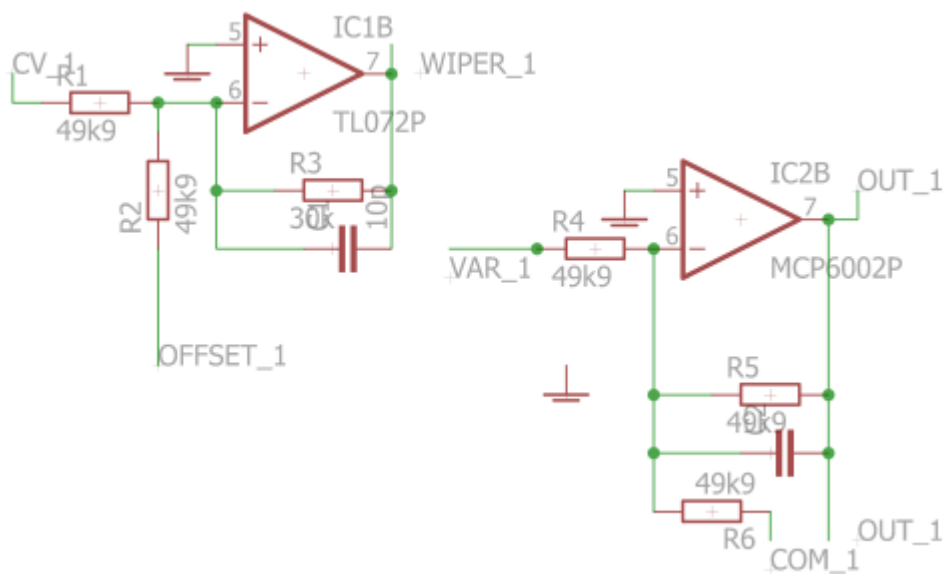 IC1B
5
+
7
WIPER_1
CV_1
R1
6
−
TL072P
49k9
R3
R2
49k9
30k
10p
OFFSET_1
IC2B
5
+
7
OUT_1
R4
6
−
VAR_1
49k9
MCP6002P
R5
49k9
49k9
R6
COM_1
OUT_1